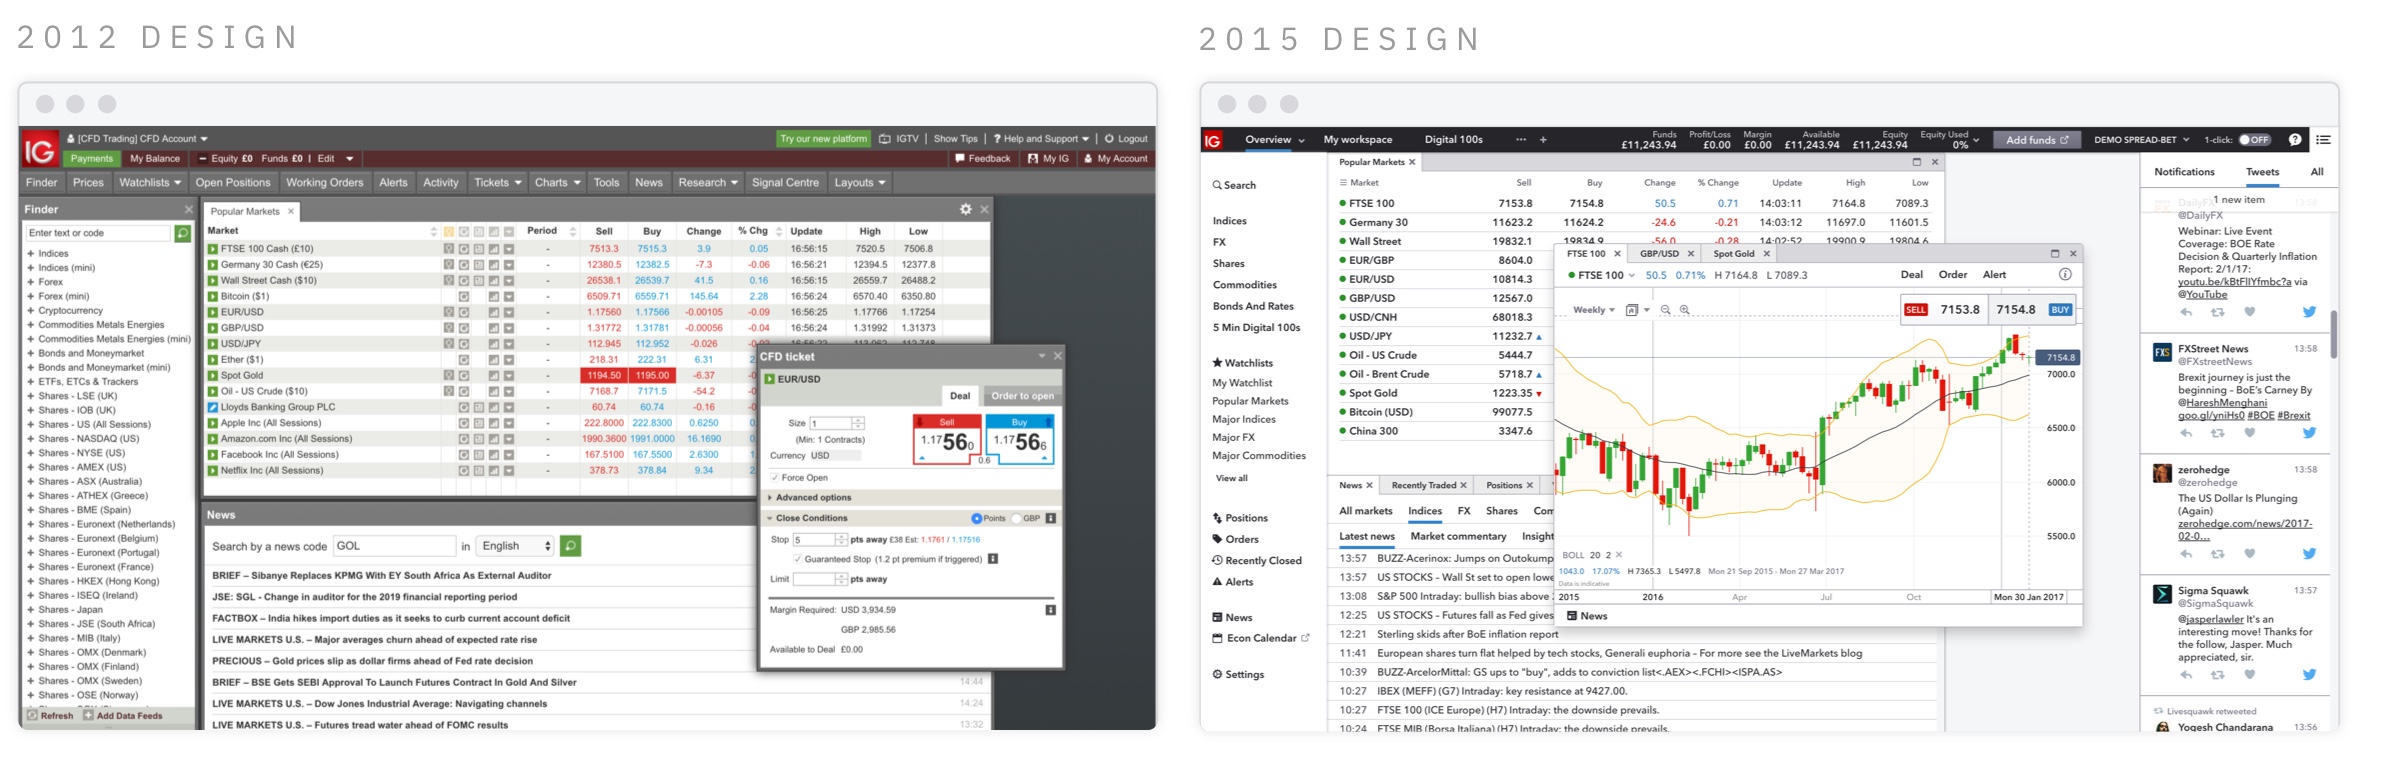 2012 DESIGN
IG
[CFD Trading] CFD Account
Try our new platform IGTV | Show Tips | ? Help and Support | Logout
Payments My Balance Equity £0 Funds £0 | Edit
Feedback My IG My Account
Finder Prices Watchlists Open Positions Working Orders Alerts Activity Tickets Charts Tools News Research Signal Centre Layouts
Finder
Enter text or code
+ Indices
+ Indices (mini)
+ Forex
+ Forex (mini)
+ Cryptocurrency
+ Commodities Metals Energies
+ Commodities Metals Energies (mini)
+ Bonds and Moneymarket
+ Bonds and Moneymarket (mini)
+ ETFs, ETCs & Trackers
+ Shares - LSE (UK)
+ Shares - IOB (UK)
+ Shares - US (All Sessions)
+ Shares - NASDAQ (US)
+ Shares - NYSE (US)
+ Shares - AMEX (US)
+ Shares - ASX (Australia)
+ Shares - ATHEX (Greece)
+ Shares - BME (Spain)
+ Shares - Euronext (Netherlands)
+ Shares - Euronext (Belgium)
+ Shares - Euronext (Portugal)
+ Shares - Euronext (France)
+ Shares - HKEX (Hong Kong)
+ Shares - ISEQ (Ireland)
+ Shares - Japan
+ Shares - JSE (South Africa)
+ Shares - MIB (Italy)
+ Shares - OMX (Denmark)
+ Shares - OMX (Finland)
+ Shares - OMX (Sweden)
+ Shares - OSE (Norway)
Refresh Add Data Feeds
Popular Markets
Market Period Sell Buy Change % Chg Update High Low
FTSE 100 Cash (£10) - 7513.3 7515.3 3.9 0.05 16:56:15 7520.5 7506.8
Germany 30 Cash (€25) - 12380.5 12382.5 -7.3 -0.06 16:56:21 12394.5 12377.8
Wall Street Cash ($10) - 26538.1 26539.7 41.5 0.16 16:56:15 26559.7 26488.2
Bitcoin ($1) - 6509.71 6559.71 145.64 2.28 16:56:24 6570.40 6350.80
EUR/USD - 1.17560 1.17566 -0.00105 -0.09 16:56:25 1.17766 1.17254
GBP/USD - 1.31772 1.31781 -0.00056 -0.04 16:56:24 1.31992 1.31373
USD/JPY - 112.945 112.952 -0.026
Ether ($1) - 218.31 222.31 6.31
Spot Gold - 1194.50 1195.00 -6.37
Oil - US Crude ($10) - 7168.7 7171.5 -54.2
Lloyds Banking Group PLC - 60.74 60.74 -0.16
Apple Inc (All Sessions) - 222.8000 222.8300 0.6250
Amazon.com Inc (All Sessions) - 1990.3600 1991.0000 16.1690
Facebook Inc (All Sessions) - 167.5100 167.5500 2.6300
Netflix Inc (All Sessions) - 378.73 378.84 9.34
News
Search by a news code GOL in English
BRIEF – Sibanye Replaces KPMG With EY South Africa As External Auditor
JSE: SGL - Change in auditor for the 2019 financial reporting period
FACTBOX – India hikes import duties as it seeks to curb current account deficit
LIVE MARKETS U.S. – Major averages churn ahead of expected rate rise
PRECIOUS – Gold prices slip as dollar firms ahead of Fed rate decision
BRIEF – BSE Gets SEBI Approval To Launch Futures Contract In Gold And Silver 14:44
LIVE MARKETS U.S. – Dow Jones Industrial Average: Navigating channels 14:24
LIVE MARKETS U.S. – Futures tread water ahead of FOMC results 13:32
CFD ticket
EUR/USD
Deal Order to open
Size 1
(Min: 1 Contracts)
Currency USD
Sell Buy
1.17560 1.17566
0.6
Force Open
Advanced options
Close Conditions Points GBP
Stop 5 pts away £38 Est: 1.1761 / 1.17516
Guaranteed Stop (1.2 pt premium if triggered)
Limit pts away
Margin Required: USD 3,934.59
GBP 2,985.56
Available to Deal £0.00
2015 DESIGN
IG Overview My workspace Digital 100s ··· +
Funds Profit/Loss Margin Available Equity Equity Used
£11,243.94 £0.00 £0.00 £11,243.94 £11,243.94 0%
Add funds DEMO SPREAD-BET 1-click: OFF ?
Search
Indices
FX
Shares
Commodities
Bonds And Rates
5 Min Digital 100s
Watchlists
My Watchlist
Popular Markets
Major Indices
Major FX
Major Commodities
View all
Positions
Orders
Recently Closed
Alerts
News
Econ Calendar
Settings
Popular Markets
Market Sell Buy Change % Change Update High Low
FTSE 100 7153.8 7154.8 50.5 0.71 14:03:11 7164.8 7089.3
Germany 30 11623.2 11624.2 -24.6 -0.21 14:03:12 11697.0 11601.5
Wall Street 19832.1 19834.9 -56.0 -0.28 14:02:52 19900.9 19804.6
EUR/GBP 8604.0
EUR/USD 10814.3
GBP/USD 12567.0
USD/CNH 68018.3
USD/JPY 11232.7
Oil - US Crude 5444.7
Oil - Brent Crude 5718.7
Spot Gold 1223.35
Bitcoin (USD) 99077.5
China 300 3347.6
News Recently Traded Positions
All markets Indices FX Shares Com
Latest news Market commentary Insight
13:57 BUZZ-Acerinox: Jumps on Outokump
13:57 US STOCKS - Wall St set to open lowe
13:08 S&P 500 Intraday: bullish bias above
12:25 US STOCKS - Futures fall as Fed gives
12:21 Sterling skids after BoE inflation report
11:41 European shares turn flat helped by tech stocks, Generali euphoria - For more see the LiveMarkets blog
10:39 BUZZ-ArcelorMittal: GS ups to "buy", adds to conviction list<.AEX><.FCHI><ISPA.AS>
10:27 IBEX (MEFF) (G7) Intraday: key resistance at 9427.00.
10:27 FTSE 100 (ICE Europe) (H7) Intraday: the downside prevails.
10:24 FTSE MIB (Borsa Italiana) (H7) Intraday: the downside prevails.
FTSE 100 GBP/USD Spot Gold
FTSE 100 50.5 0.71% H 7164.8 L 7089.3 Deal Order Alert
Weekly
SELL 7153.8 7154.8 BUY
7154.8
7000.0
6500.0
6000.0
5500.0
BOLL 20 2
1043.0 17.07% H 7365.3 L 5497.8 Mon 21 Sep 2015 - Mon 27 Mar 2017
Data is indicative
2015 2016 Apr Jul Oct Mon 30 Jan 2017
News
Notifications Tweets All
1 new item
DailyFX 13:58
@DailyFX
Webinar: Live Event
Coverage: BOE Rate
Decision & Quarterly Inflation
Report: 2/1/17:
youtu.be/kBtFlIYfmbc?a via
@YouTube
FXS FXStreet News 13:58
@FXstreetNews
Brexit journey is just the
beginning - BoE's Carney By
@HareshMenghani
goo.gl/yniHs0 #BOE #Brexit
zerohedge 13:58
@zerohedge
The US Dollar Is Plunging
(Again)
zerohedge.com/news/2017-
02-0...
Sigma Squawk 13:57
@SigmaSquawk
@jasperlawler It's an
interesting move! Thanks for
the follow, Jasper. Much
appreciated, sir.
Livesquawk retweeted
Yogesh Chandarana 13:56